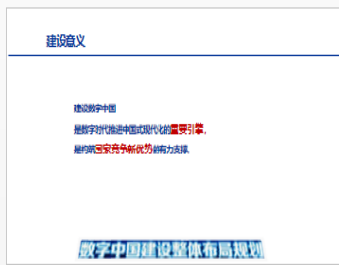 建设意义
建设数字中国
是数字时代推进中国式现代化的重要引擎，
是构筑国家竞争新优势的有力支撑。
数字中国建设整体布局规划